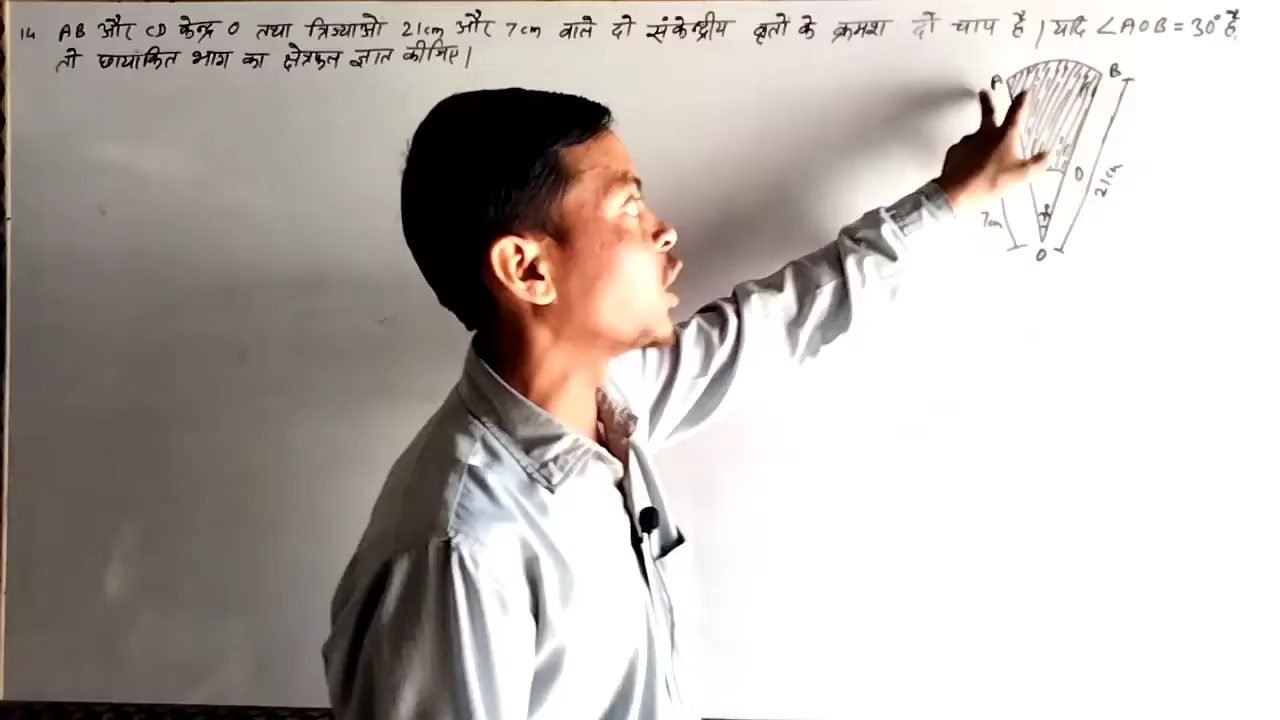 14 AB और CD केन्द्र O तथा त्रिज्याओ 21cm और 7cm वाले दो संकेन्द्रीय वृतो के क्रमश दो चाप है | यदि ∠AOB = 30° है,
तो छायांकित भाग का क्षेत्रफल ज्ञात कीजिए |
A
B
D
21cm
7cm
O